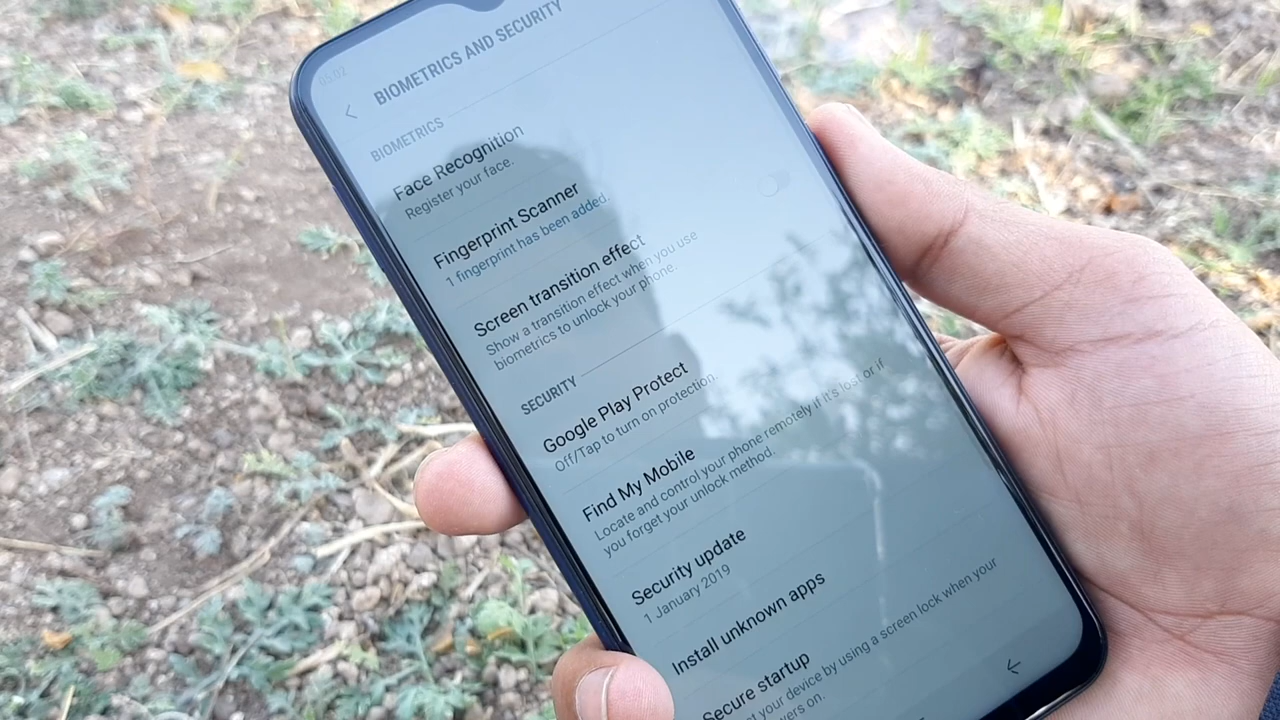 05:02
BIOMETRICS AND SECURITY
BIOMETRICS
Face Recognition
Register your face.
Fingerprint Scanner
1 fingerprint has been added.
Screen transition effect
Show a transition effect when you use
biometrics to unlock your phone.
SECURITY
Google Play Protect
Off/Tap to turn on protection.
Find My Mobile
Locate and control your phone remotely if it's lost or if
you forget your unlock method.
Security update
1 January 2019
Install unknown apps
Secure startup
your device by using a screen lock when your
on.